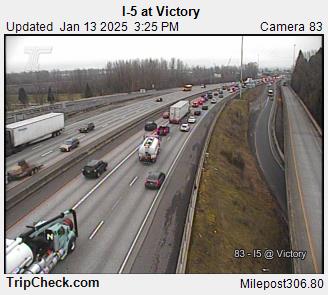 I-5 at Victory
Updated  Jan 13 2025  3:25 PM
Camera 83
83 - I5 @ Victory
TripCheck.com
Milepost306.80